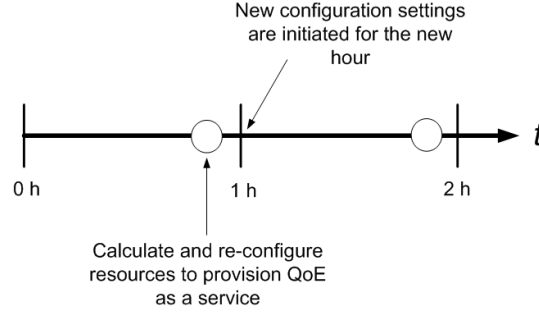 New configuration settings
are initiated for the new
hour
t
0 h
1 h
2 h
Calculate and re-configure
resources to provision QoE
as a service